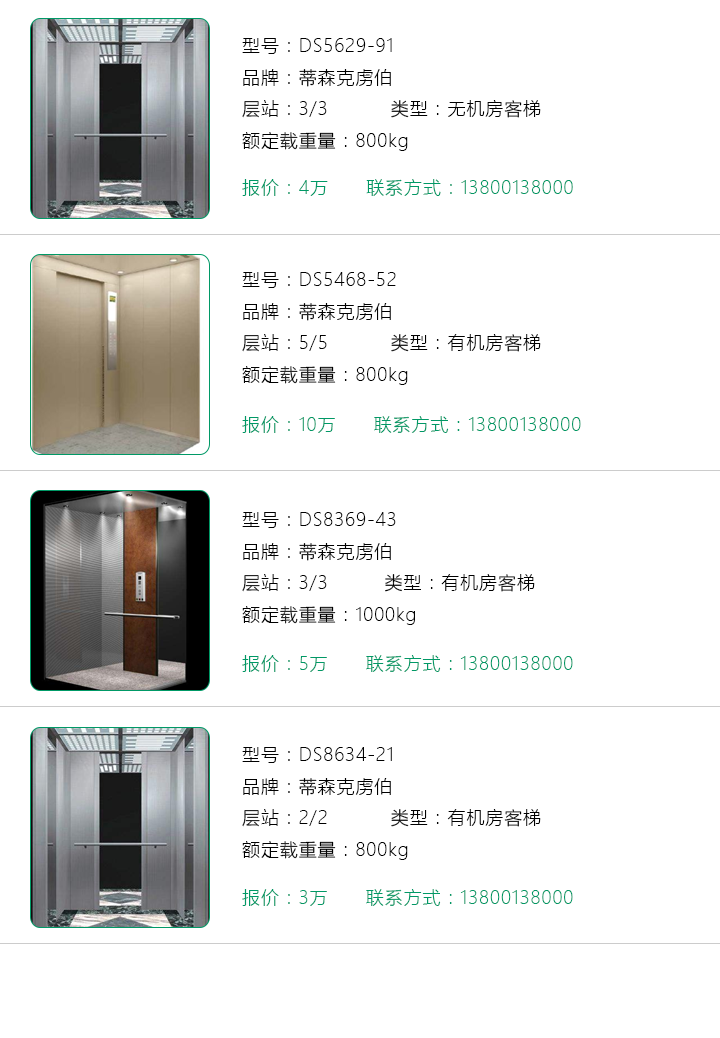 型号：DS5629-91
品牌：蒂森克虏伯
层站：3/3 类型：无机房客梯
额定载重量：800kg
报价：4万 联系方式：13800138000
型号：DS5468-52
品牌：蒂森克虏伯
层站：5/5 类型：有机房客梯
额定载重量：800kg
报价：10万 联系方式：13800138000
型号：DS8369-43
品牌：蒂森克虏伯
层站：3/3 类型：有机房客梯
额定载重量：1000kg
报价：5万 联系方式：13800138000
型号：DS8634-21
品牌：蒂森克虏伯
层站：2/2 类型：有机房客梯
额定载重量：800kg
报价：3万 联系方式：13800138000